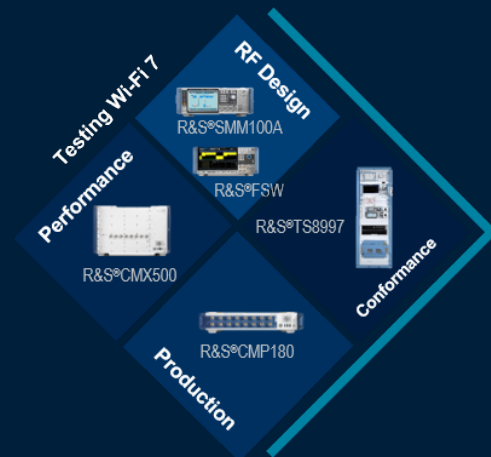 Testing Wi-Fi 7
RF Design
R&S®SMM100A
R&S®FSW
Performance
R&S®CMX500
R&S®TS8997
Conformance
R&S®CMP180
Production